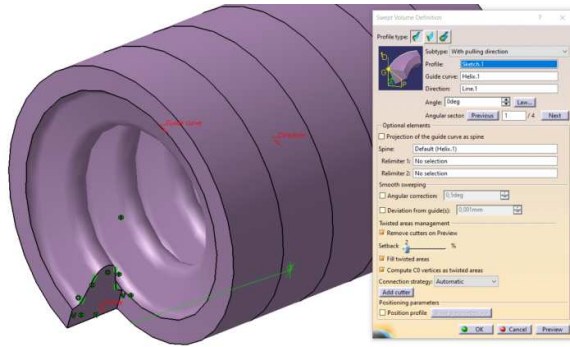 Swept Volume Definition
Profile type:
Subtype: With pulling direction
Profile: Sketch.1
Guide curve: Helix.1
Direction: Line.1
Angle: 0deg Law...
Angular sector: Previous 1 / 4 Next
Optional elements
Projection of the guide curve as spine
Spine: Default (Helix.1)
Relimiter 1: No selection
Relimiter 2: No selection
Smooth sweeping
Angular correction: 0,5deg
Deviation from guide(s): 0,001mm
Twisted areas management
Remove cutters on Preview
Setback 2 %
Fill twisted areas
Compute C0 vertices as twisted areas
Connection strategy: Automatic
Add cutter
Positioning parameters
Position profile
OK Cancel Preview
Guide curve